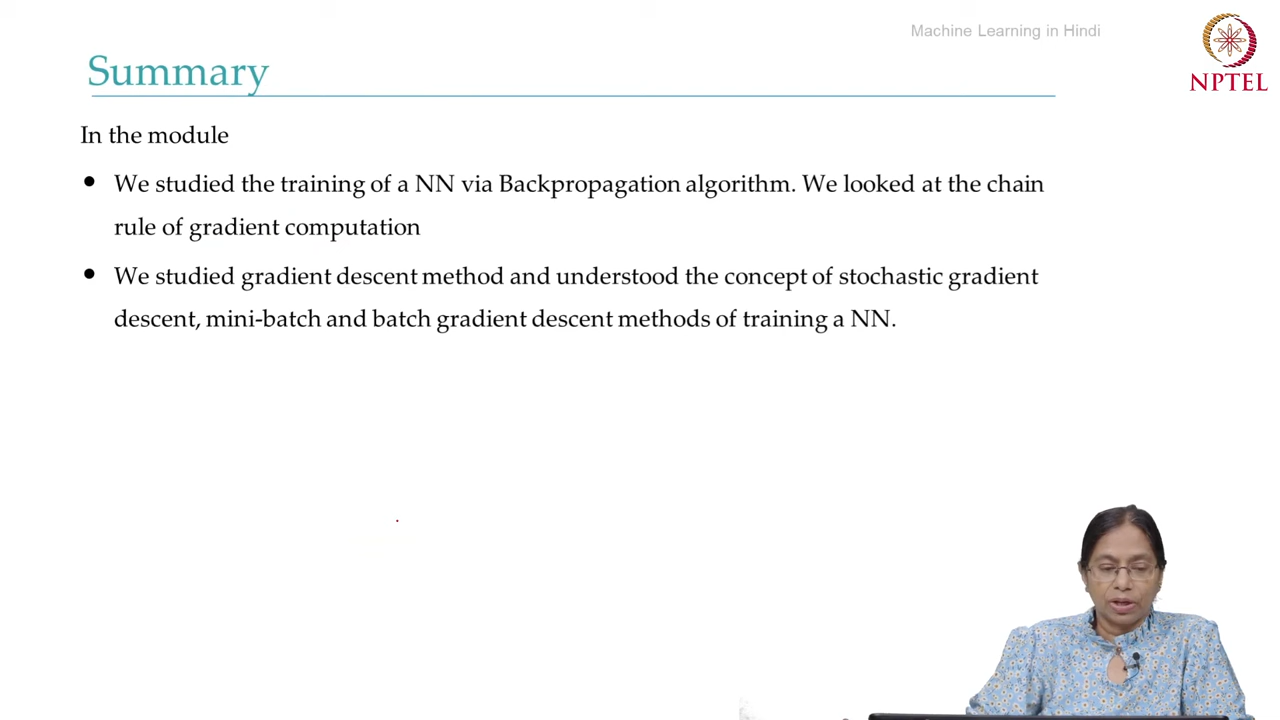 Machine Learning in Hindi
NPTEL
Summary
In the module
We studied the training of a NN via Backpropagation algorithm. We looked at the chain
rule of gradient computation
We studied gradient descent method and understood the concept of stochastic gradient
descent, mini-batch and batch gradient descent methods of training a NN.